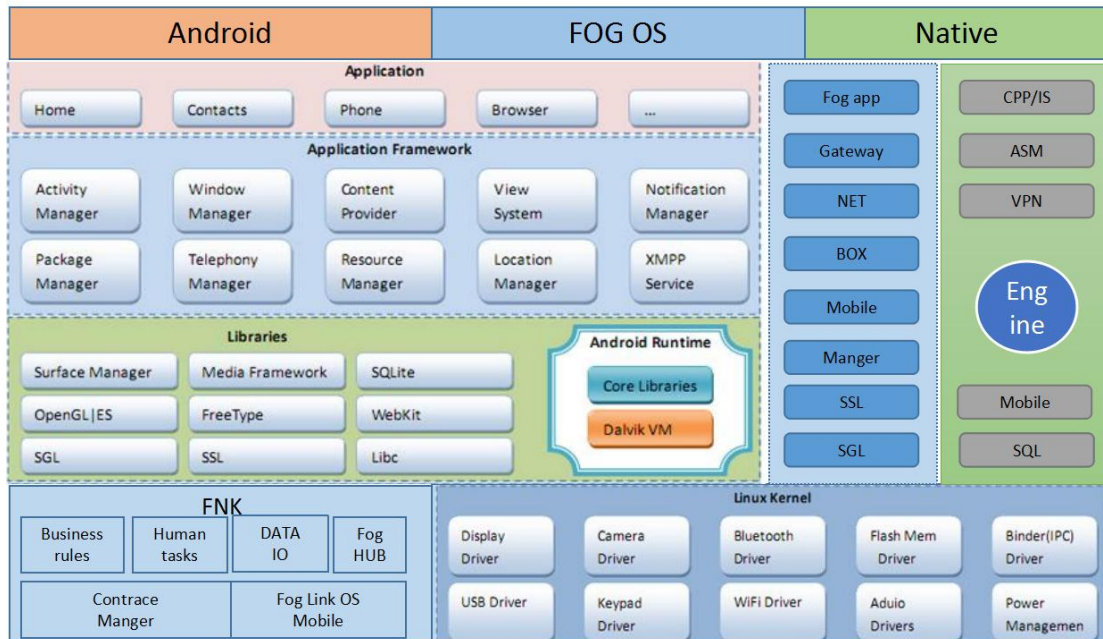 Android
FOG OS
Native
Application
Home
Contacts
Phone
Browser
...
Application Framework
Activity
Manager
Window
Manager
Content
Provider
View
System
Notification
Manager
Package
Manager
Telephony
Manager
Resource
Manager
Location
Manager
XMPP
Service
Libraries
Surface Manager
Media Framework
SQLite
OpenGL|ES
FreeType
WebKit
SGL
SSL
Libc
Android Runtime
Core Libraries
Dalvik VM
Fog app
Gateway
NET
BOX
Mobile
Manger
SSL
SGL
CPP/IS
ASM
VPN
Eng
ine
Mobile
SQL
FNK
Business
rules
Human
tasks
DATA
IO
Fog
HUB
Contrace
Manger
Fog Link OS
Mobile
Linux Kernel
Display
Driver
Camera
Driver
Bluetooth
Driver
Flash Mem
Driver
Binder(IPC)
Driver
USB Driver
Keypad
Driver
WiFi Driver
Aduio
Drivers
Power
Managemen